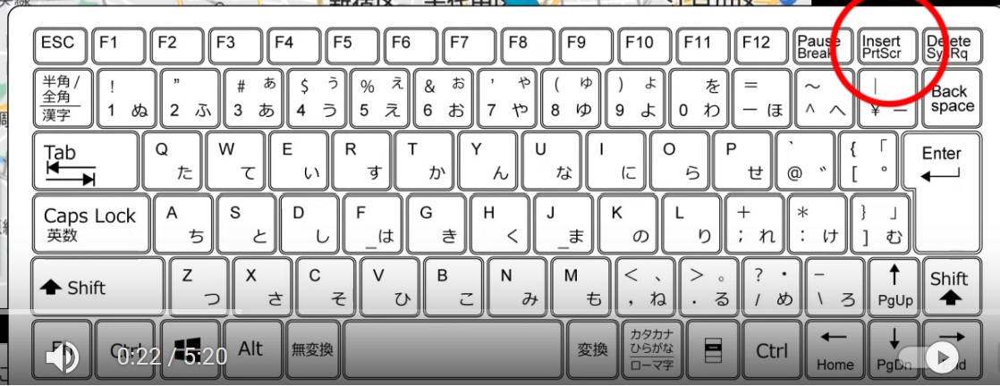 ESC F1 F2 F3 F4 F5 F6 F7 F8 F9 F10 F11 F12 Pause Insert Delete
Break PrtScr SysRq
半角/ ! " # ぁ $ ぅ % ぇ & ぉ ' ゃ ( ゅ ) ょ を = ~ | Back
全角 space
漢字 1 ぬ 2 ふ 3 あ 4 う 5 え 6 お 7 や 8 ゆ 9 よ 0 わ ー ほ ^ へ ¥ ー
Tab Q W E R T Y U I O P ` { 「 Enter
た て い す か ん な に ら せ @ ゛ [ ゜
Caps Lock A S D F G H J K L + * } 」
英数 ち と し _ は き く _ ま の り ; れ : け ] む
Shift Z X C V B N M < 、 > 。 ? ・ _ ↑ Shift
つ さ そ ひ こ み も , ね . る / め \ ろ PgUp
Fn Ctrl Alt 無変換 変換 カタカナ Ctrl ← ↓ →
ひらがな
ローマ字 Home PgDn End
0:22 / 5:20